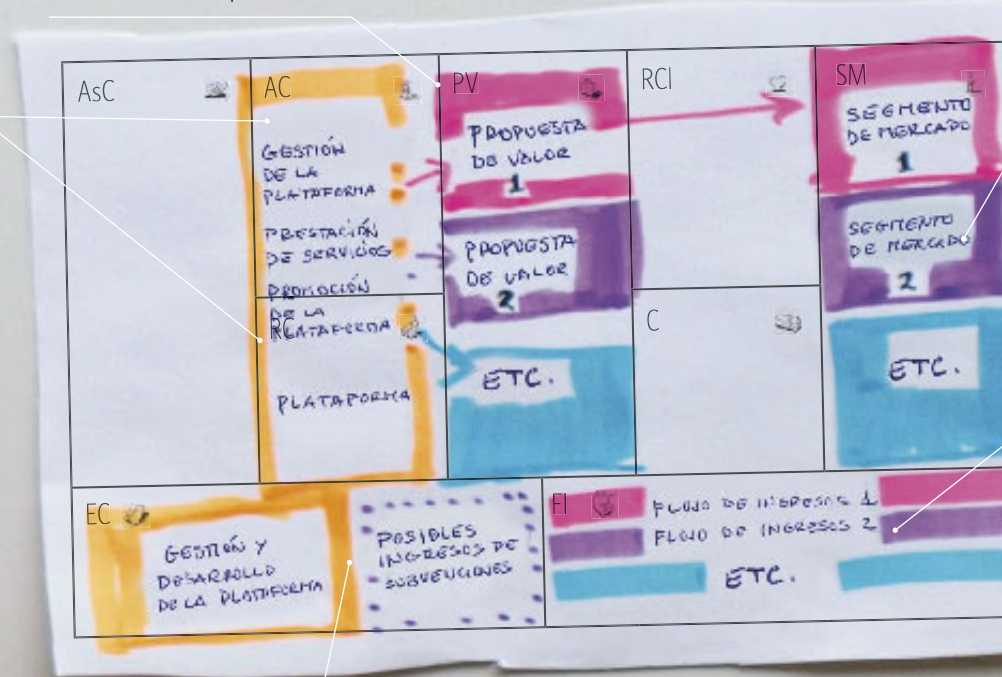 AsC
AC
GESTIÓN
DE LA
PLATAFORMA
PRESTACIÓN
DE SERVICIOS
PROMOCIÓN
DE LA
PLATAFORMA
RC
PLATAFORMA
PV
PROPUESTA
DE VALOR
1
PROPUESTA
DE VALOR
2
ETC.
RCl
C
SM
SEGMENTO
DE MERCADO
1
SEGMENTO
DE MERCADO
2
ETC.
EC
GESTIÓN Y
DESARROLLO
DE LA PLATAFORMA
POSIBLES
INGRESOS DE
SUBVENCIONES
FI
FLUJO DE INGRESOS 1
FLUJO DE INGRESOS 2
ETC.